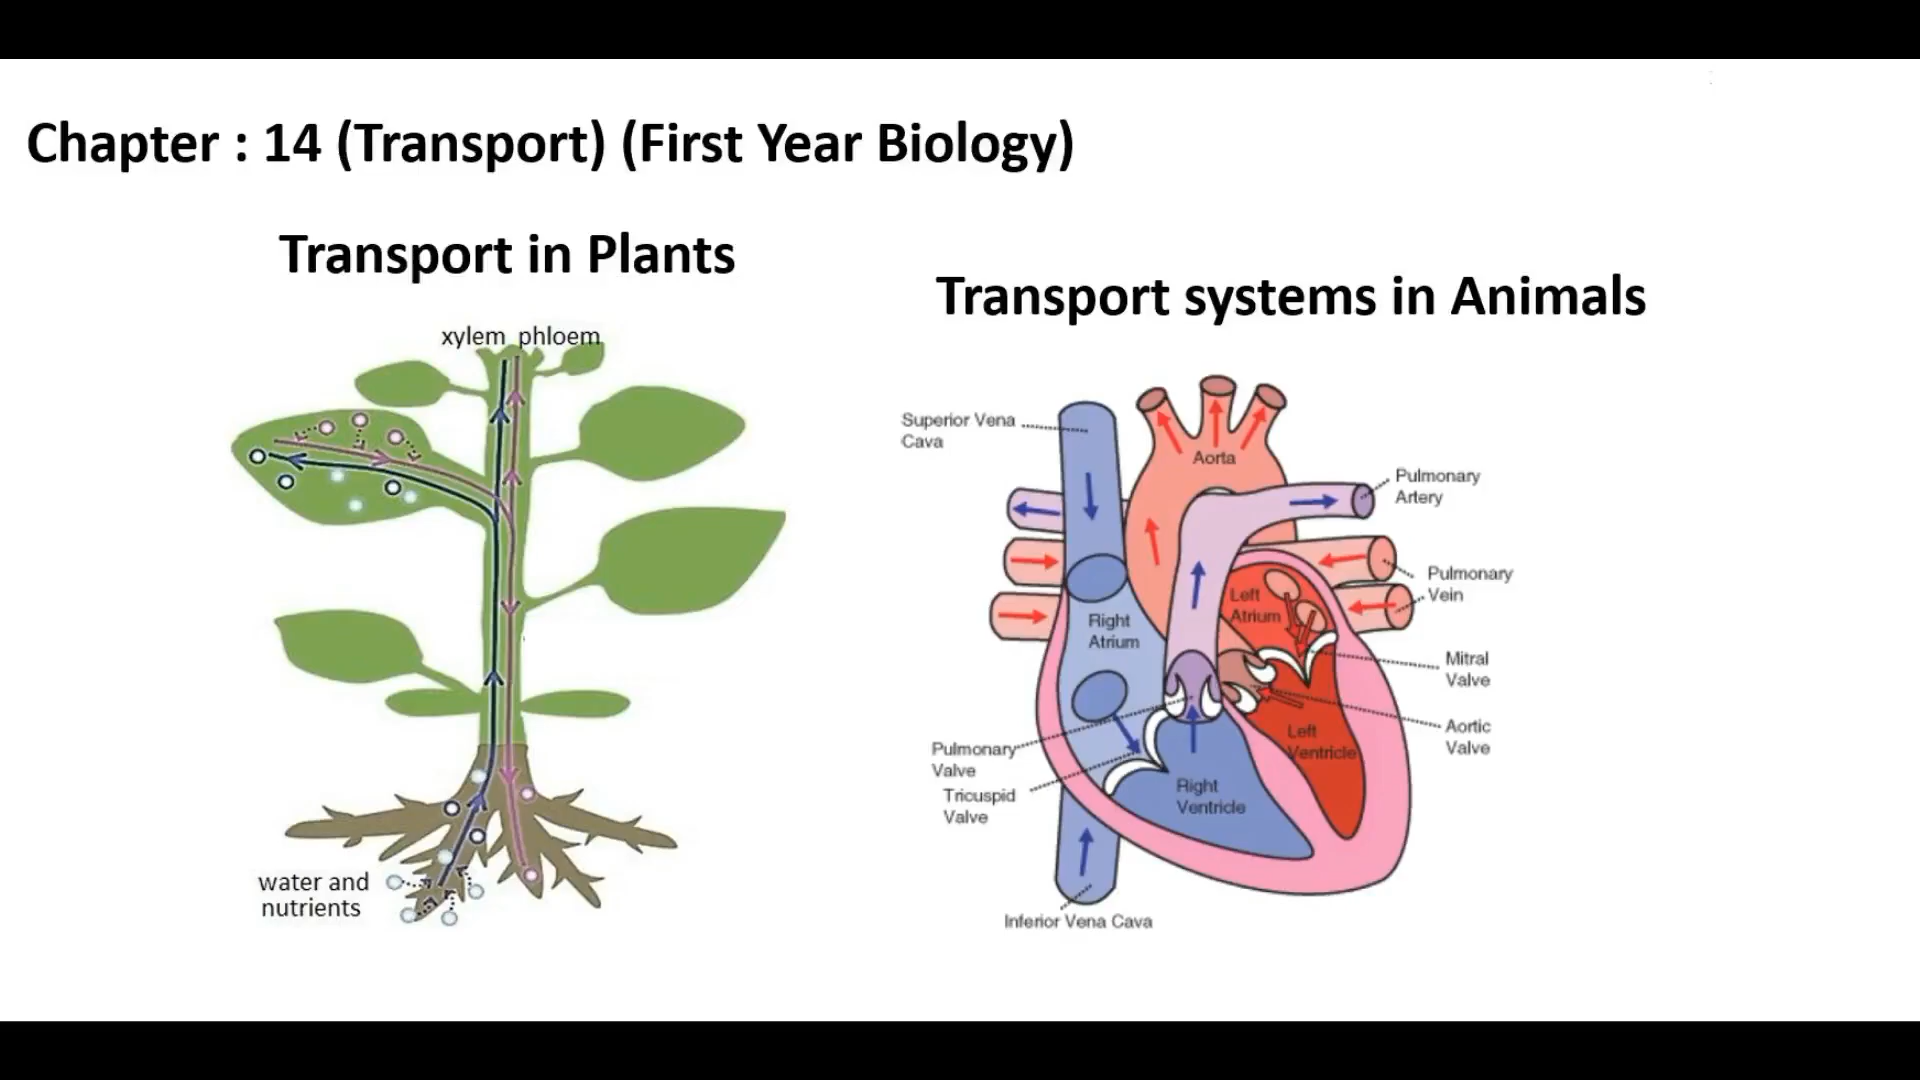 Chapter : 14 (Transport) (First Year Biology)
Transport in Plants
xylem phloem
water and
nutrients
Transport systems in Animals
Superior Vena
Cava
Aorta
Pulmonary
Artery
Pulmonary
Vein
Left
Atrium
Right
Atrium
Mitral
Valve
Aortic
Valve
Left
Ventricle
Pulmonary
Valve
Tricuspid
Valve
Right
Ventricle
Inferior Vena Cava